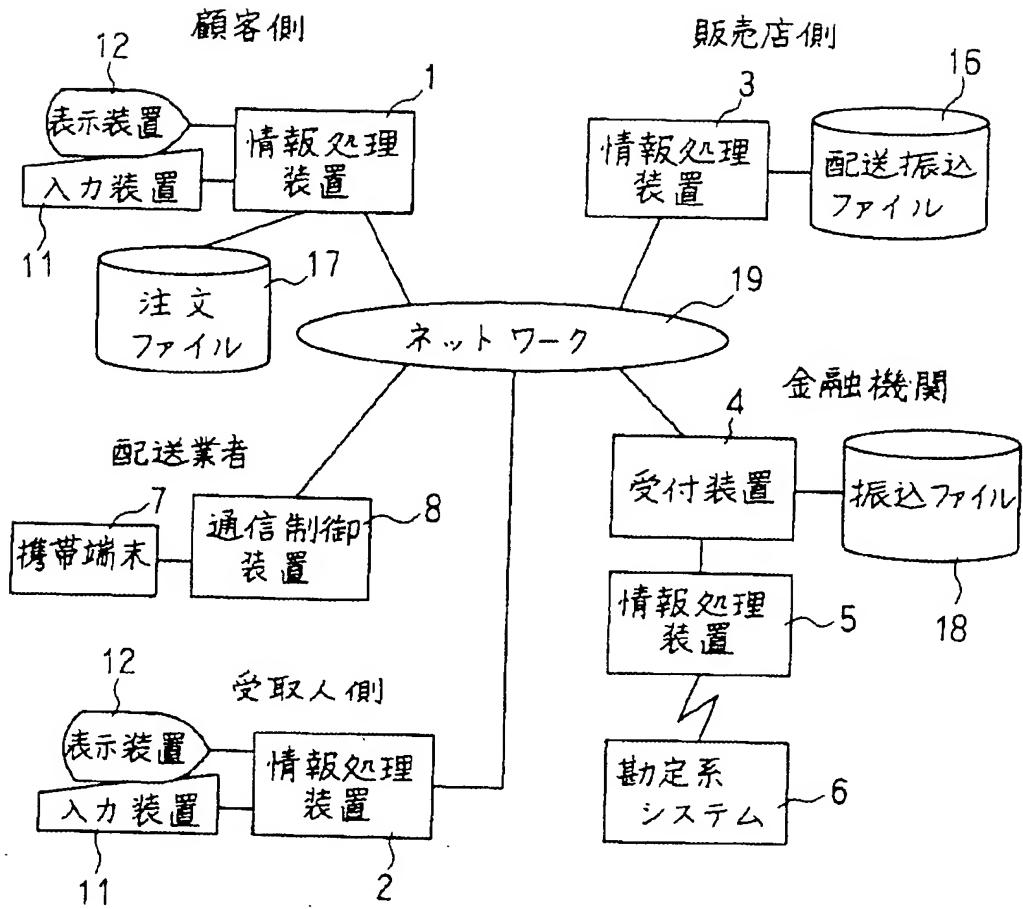 顧客側
12
表示装置
入力装置
11
1
情報処理
装置
17
注文
ファイル
販売店側
3
情報処理
装置
16
配送振込
ファイル
19
ネットワーク
配送業者
7
携帯端末
通信制御
装置
8
金融機関
4
受付装置
振込ファイル
18
情報処理
装置
5
勘定系
システム
6
受取人側
12
表示装置
入力装置
11
情報処理
装置
2